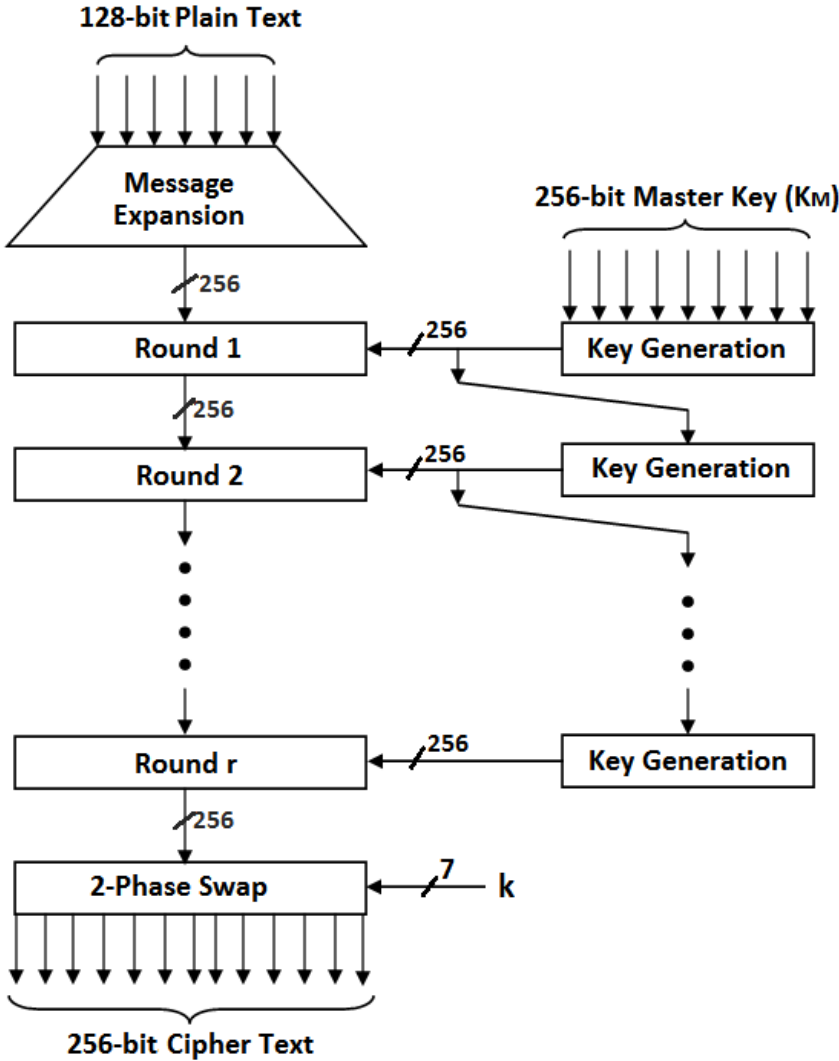 128-bit Plain Text
Message
Expansion
256-bit Master Key (KM)
256
256
Round 1
Key Generation
256
256
Round 2
Key Generation
256
Round r
Key Generation
256
7
2-Phase Swap
k
256-bit Cipher Text